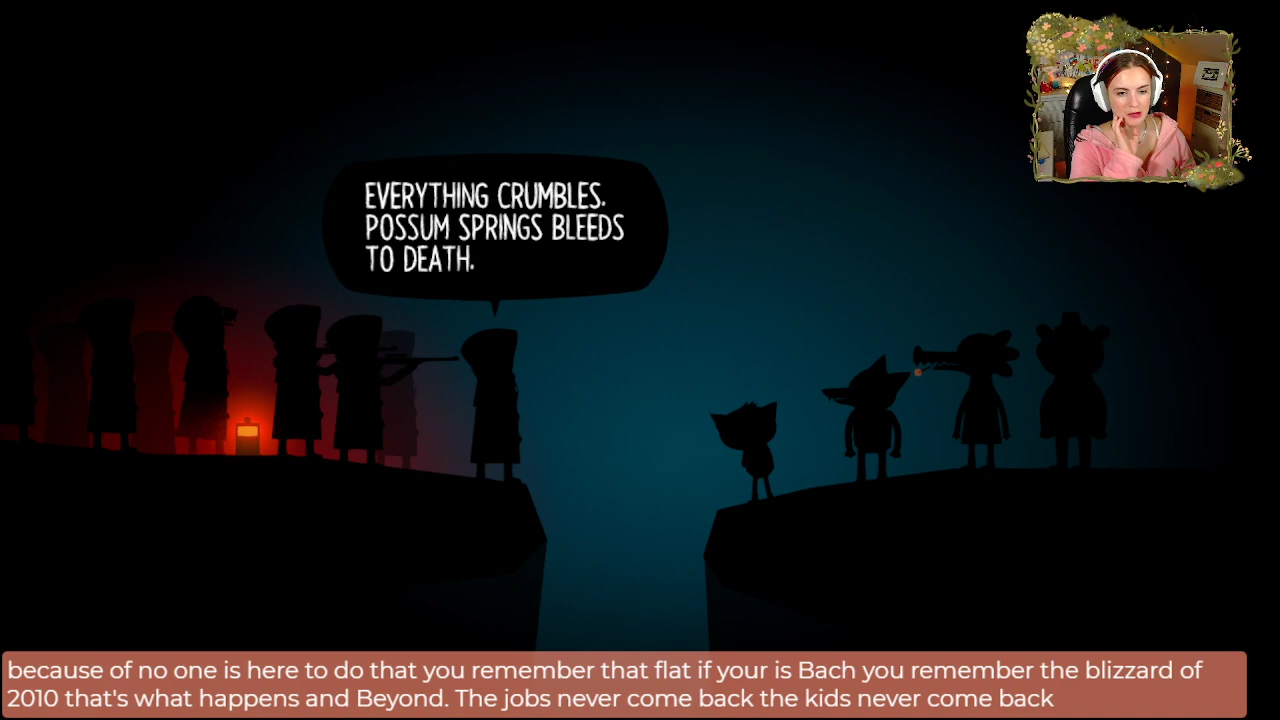 EVERYTHING CRUMBLES.
POSSUM SPRINGS BLEEDS
TO DEATH.
because of no one is here to do that you remember that flat if your is Bach you remember the blizzard of
2010 that's what happens and Beyond. The jobs never come back the kids never come back